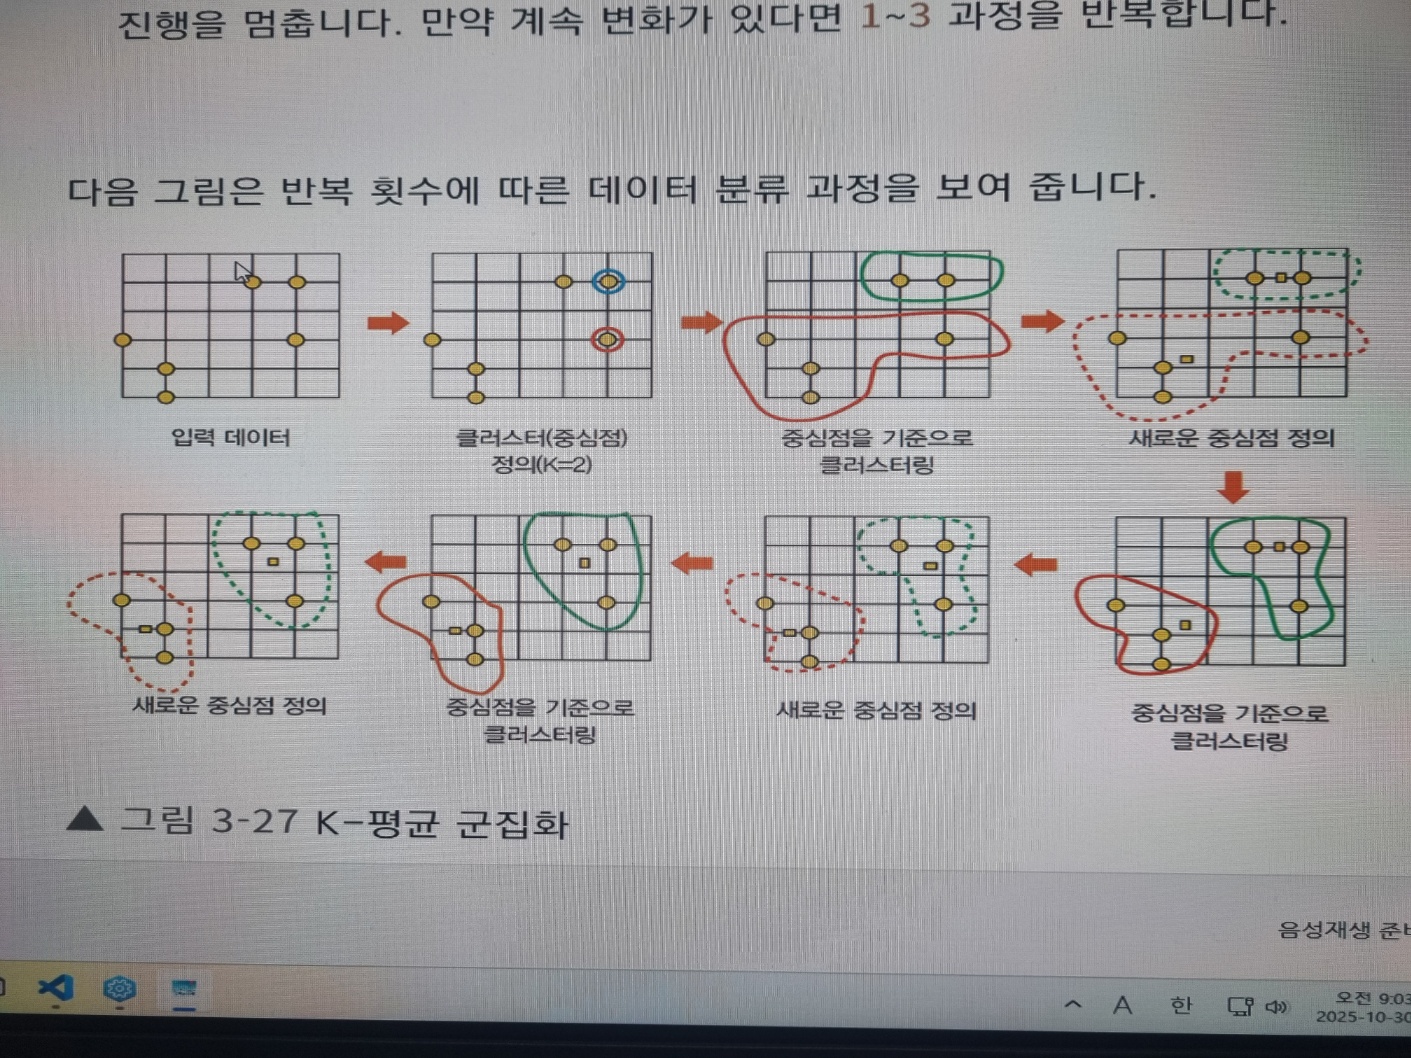 진행을 멈춥니다. 만약 계속 변화가 있다면 1~3 과정을 반복합니다.
다음 그림은 반복 횟수에 따른 데이터 분류 과정을 보여 줍니다.
입력 데이터
클러스터(중심점)
정의(K=2)
중심점을 기준으로
클러스터링
새로운 중심점 정의
새로운 중심점 정의
중심점을 기준으로
클러스터링
새로운 중심점 정의
중심점을 기준으로
클러스터링
▲ 그림 3-27 K-평균 군집화
음성재생
A 한
오전 9:03
2025-10-30